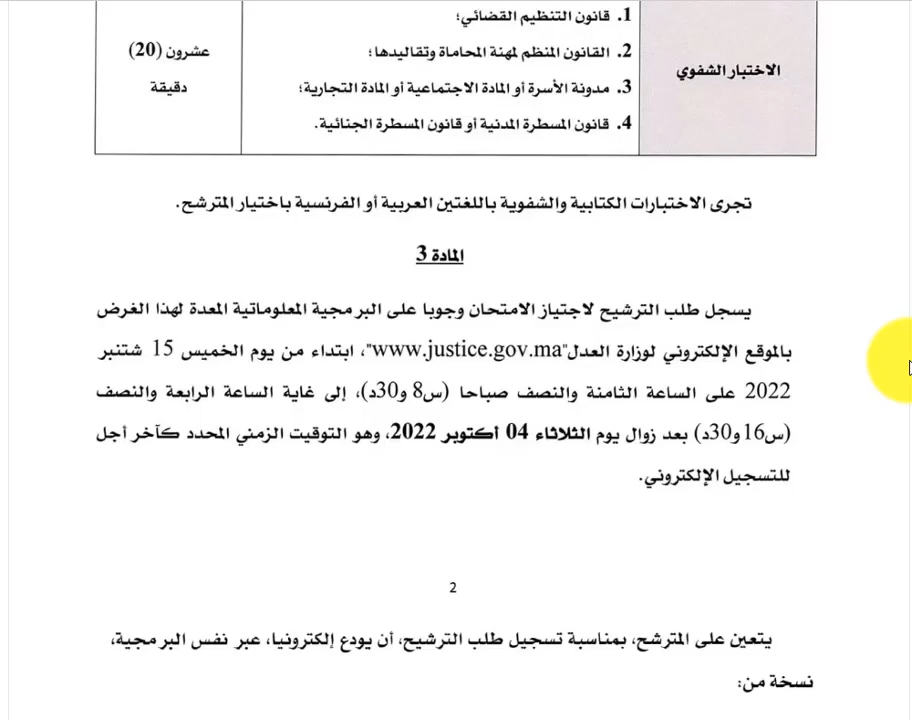 1. قانون التنظيم القضائي؛
2. القانون المنظم لمهنة المحاماة وتقاليدها؛
3. مدونة الأسرة أو المادة الاجتماعية أو المادة التجارية؛
4. قانون المسطرة المدنية أو قانون المسطرة الجنائية.
الاختبار الشفوي
عشرون (20)
دقيقة
تجرى الاختبارات الكتابية والشفوية باللغتين العربية أو الفرنسية باختيار المترشح.
المادة 3
يسجل طلب الترشيح لاجتياز الامتحان وجوبا على البرمجية المعلوماتية المعدة لهذا الغرض
بالموقع الإلكتروني لوزارة العدل"www.justice.gov.ma"، ابتداء من يوم الخميس 15 شتنبر
2022 على الساعة الثامنة والنصف صباحا (س8 و30د)، إلى غاية الساعة الرابعة والنصف
(س16 و30د) بعد زوال يوم الثلاثاء 04 أكتوبر 2022، وهو التوقيت الزمني المحدد كآخر أجل
للتسجيل الإلكتروني.
2
يتعين على المترشح، بمناسبة تسجيل طلب الترشيح، أن يودع إلكترونيا، عبر نفس البرمجية،
نسخة من: